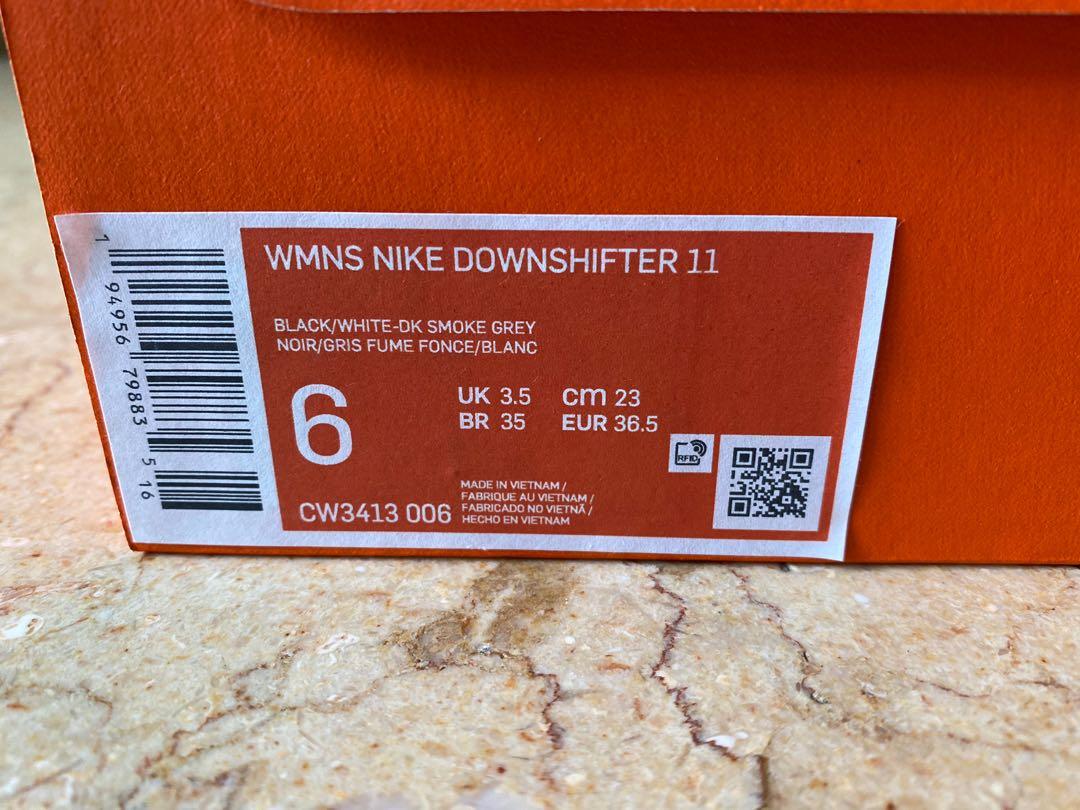 WMNS NIKE DOWNSHIFTER 11
BLACK/WHITE-DK SMOKE GREY
NOIR/GRIS FUME FONCE/BLANC
6
UK 3.5 cm 23
BR 35 EUR 36.5
RFID
CW3413 006
MADE IN VIETNAM /
FABRIQUE AU VIETNAM /
FABRICADO NO VIETNÃ /
HECHO EN VIETNAM
1 94956 79883 5 16